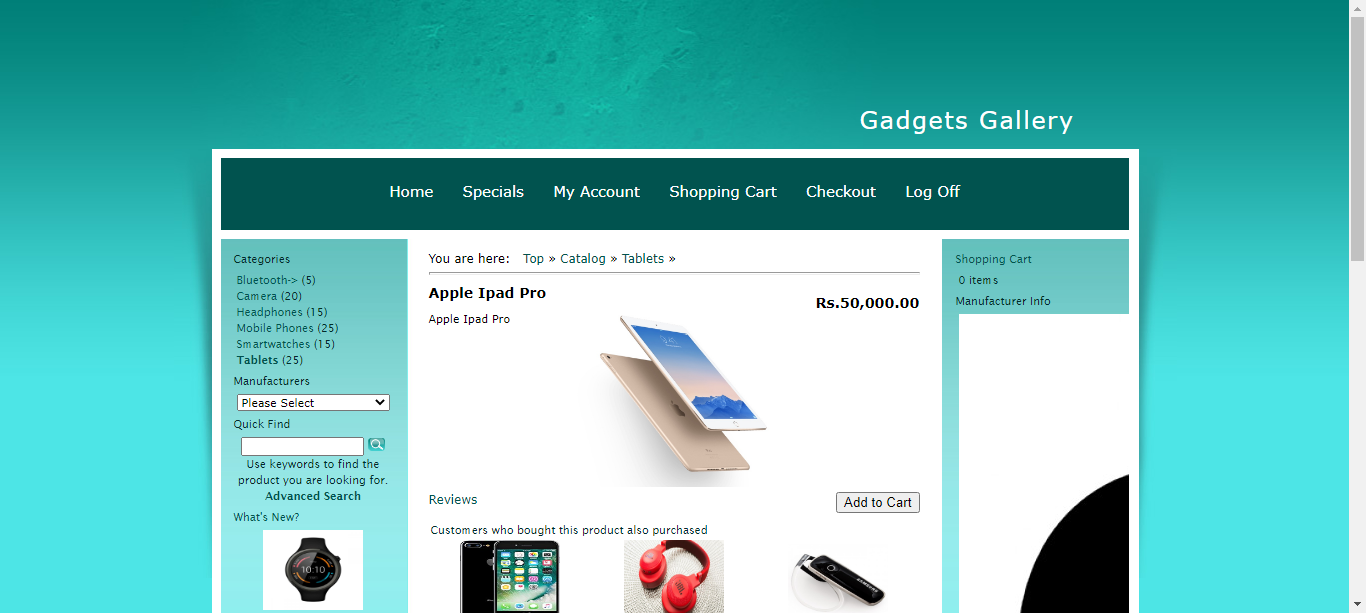 Gadgets Gallery
Home Specials My Account Shopping Cart Checkout Log Off
Categories
Bluetooth-> (5)
Camera (20)
Headphones (15)
Mobile Phones (25)
Smartwatches (15)
Tablets (25)
Manufacturers
Please Select
Quick Find
Use keywords to find the
product you are looking for.
Advanced Search
What's New?
10:10
You are here: Top » Catalog » Tablets »
Apple Ipad Pro
Rs.50,000.00
Apple Ipad Pro
Reviews
Add to Cart
Customers who bought this product also purchased
SAMSUNG
Shopping Cart
0 items
Manufacturer Info